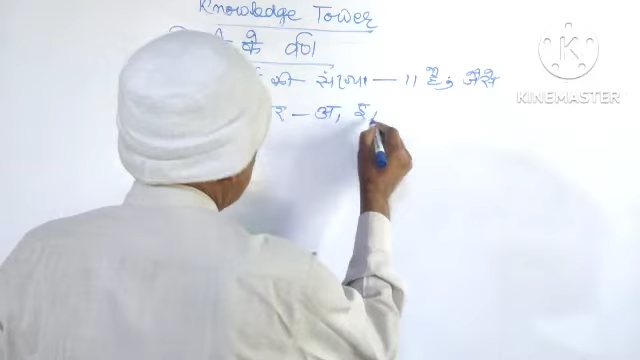 Knowledge Tower
के वर्ण
की संख्या — 11 है; जैसे
— अ, इ,
KINEMASTER